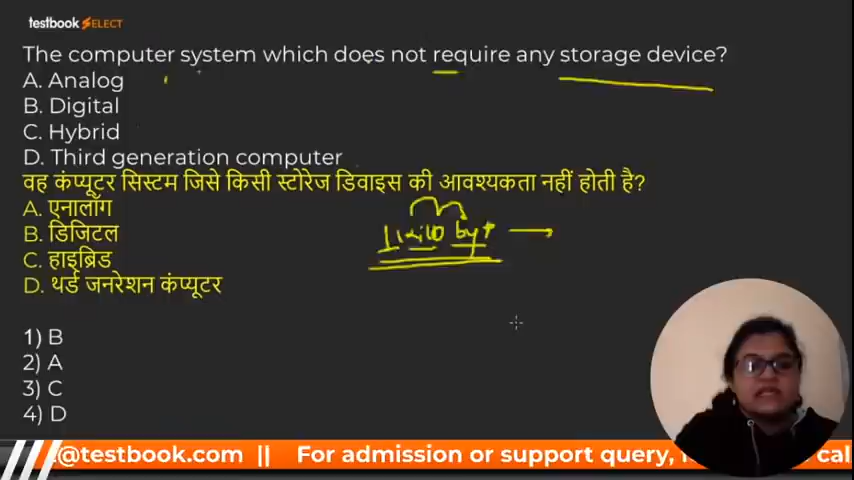 testbook SELECT
The computer system which does not require any storage device?
A. Analog
B. Digital
C. Hybrid
D. Third generation computer
वह कंप्यूटर सिस्टम जिसे किसी स्टोरेज डिवाइस की आवश्यकता नहीं होती है?
A. एनालॉग
B. डिजिटल
C. हाइब्रिड
D. थर्ड जनरेशन कंप्यूटर
1) B
2) A
3) C
4) D
@testbook.com || For admission or support query,